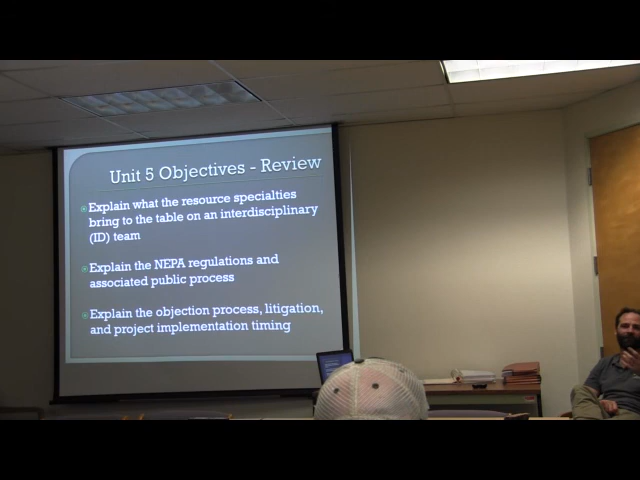 Unit 5 Objectives - Review
Explain what the resource specialties
bring to the table on an interdisciplinary
(ID) team
Explain the NEPA regulations and
associated public process
Explain the objection process, litigation,
and project implementation timing